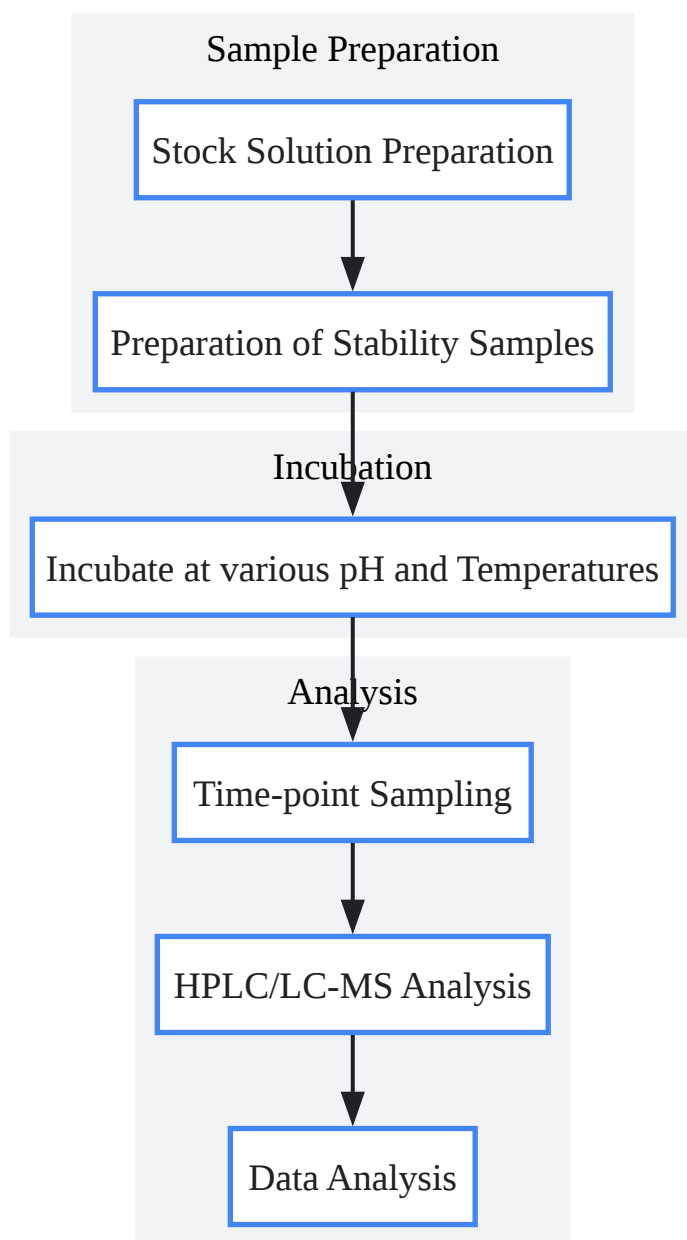 Sample Preparation
Stock Solution Preparation
Preparation of Stability Samples
Incubation
Incubate at various pH and Temperatures
Analysis
Time-point Sampling
HPLC/LC-MS Analysis
Data Analysis